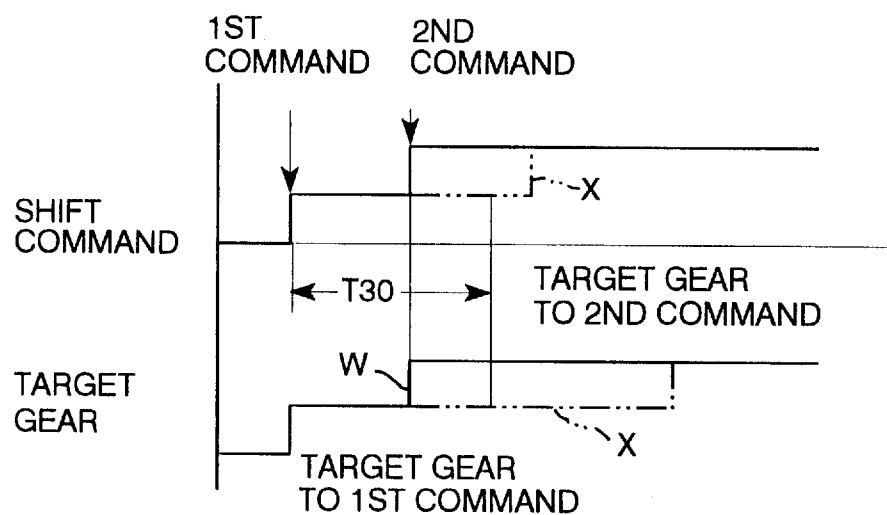 1ST
COMMAND
2ND
COMMAND
X
SHIFT
COMMAND
T30
TARGET GEAR
TO 2ND COMMAND
W
TARGET
GEAR
X
TARGET GEAR
TO 1ST COMMAND